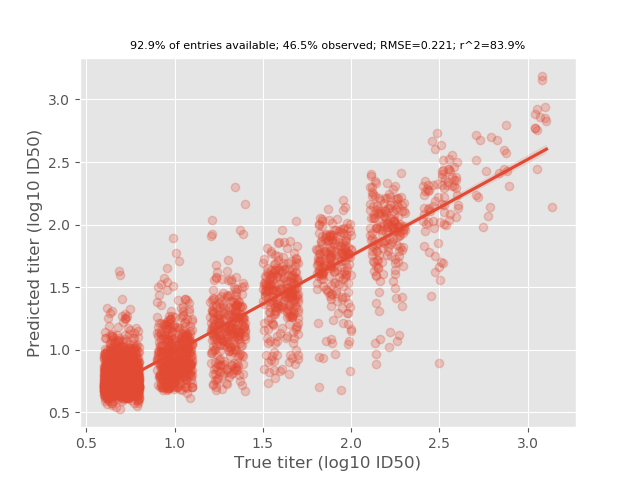 92.9% of entries available; 46.5% observed; RMSE=0.221; r^2=83.9%
Predicted titer (log10 ID50)
3.0
2.5
2.0
1.5
1.0
0.5
0.5 1.0 1.5 2.0 2.5 3.0
True titer (log10 ID50)